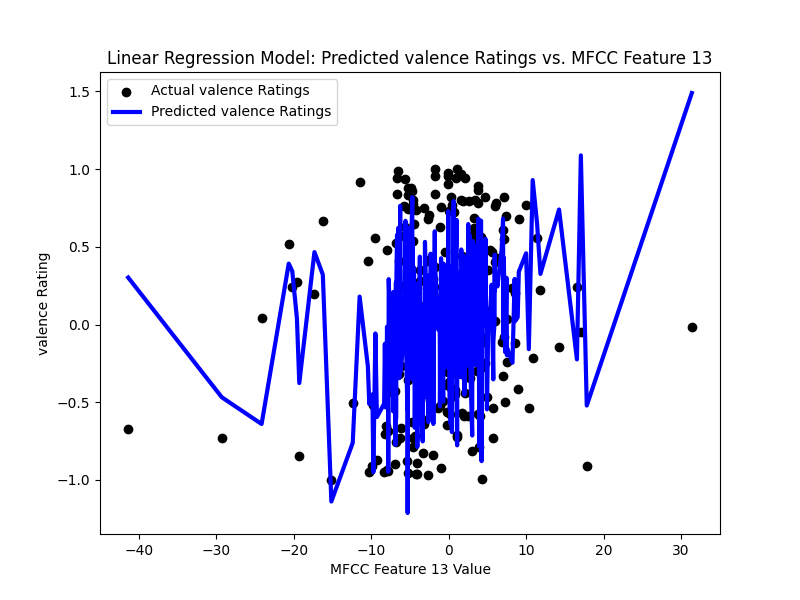 Linear Regression Model: Predicted valence Ratings vs. MFCC Feature 13
Actual valence Ratings
Predicted valence Ratings
1.5
1.0
0.5
0.0
−0.5
−1.0
valence Rating
−40
−30
−20
−10
0
10
20
30
MFCC Feature 13 Value